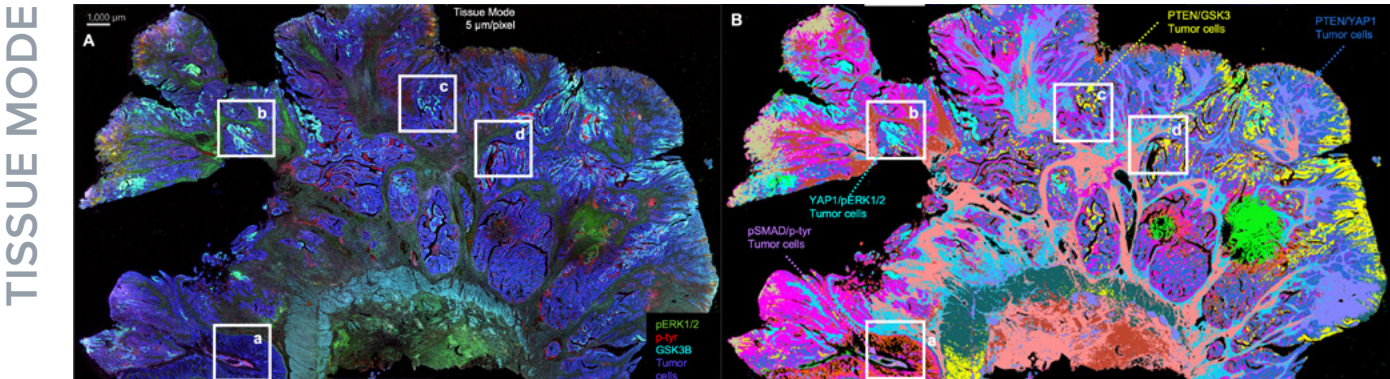 TISSUE MODE
1,000 µm
A
Tissue Mode
5 µm/pixel
b
c
d
a
pERK1/2
p-tyr
GSK3B
Tumor
cells
B
PTEN/GSK3
Tumor cells
PTEN/YAP1
Tumor cells
b
c
d
YAP1/pERK1/2
Tumor cells
pSMAD/p-tyr
Tumor cells
a